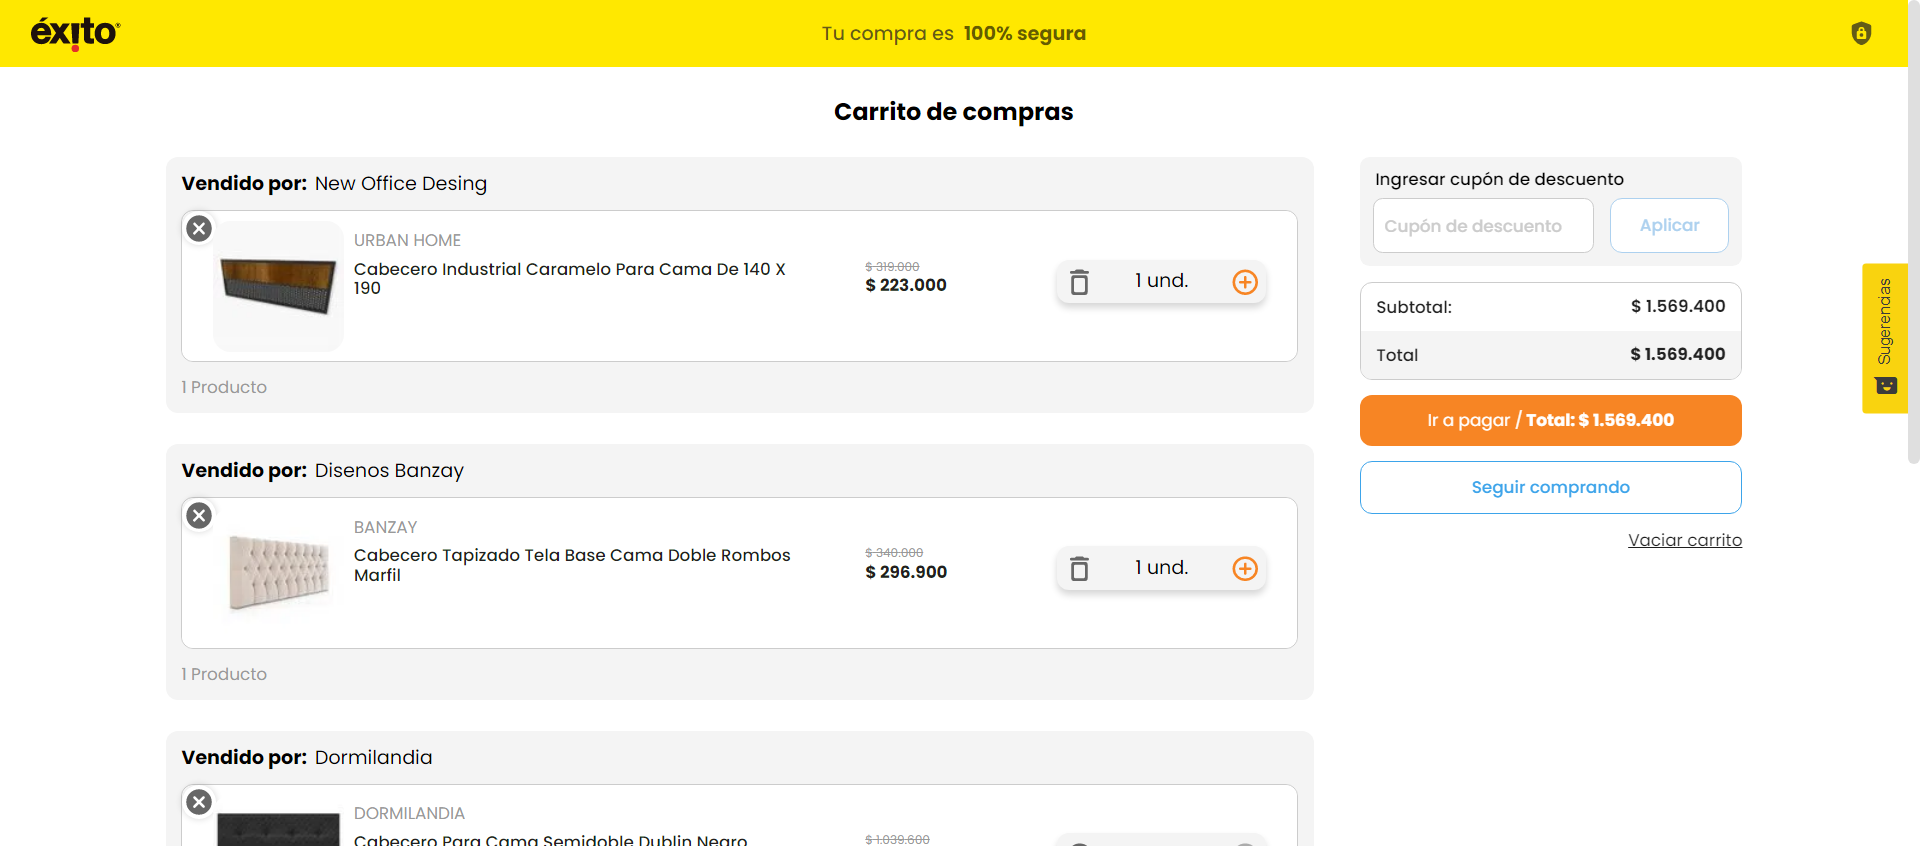 éxito
Tu compra es 100% segura
Carrito de compras
Vendido por: New Office Desing
URBAN HOME
Cabecero Industrial Caramelo Para Cama De 140 X
190
$ 319.000
$ 223.000
1 und.
1 Producto
Vendido por: Disenos Banzay
BANZAY
Cabecero Tapizado Tela Base Cama Doble Rombos
Marfil
$ 340.000
$ 296.900
1 und.
1 Producto
Vendido por: Dormilandia
DORMILANDIA
Cabecero Para Cama Semidoble Dublin Negro
$ 1.039.600
Ingresar cupón de descuento
Cupón de descuento
Aplicar
Subtotal: $ 1.569.400
Total $ 1.569.400
Ir a pagar / Total: $ 1.569.400
Seguir comprando
Vaciar carrito
Sugerencias